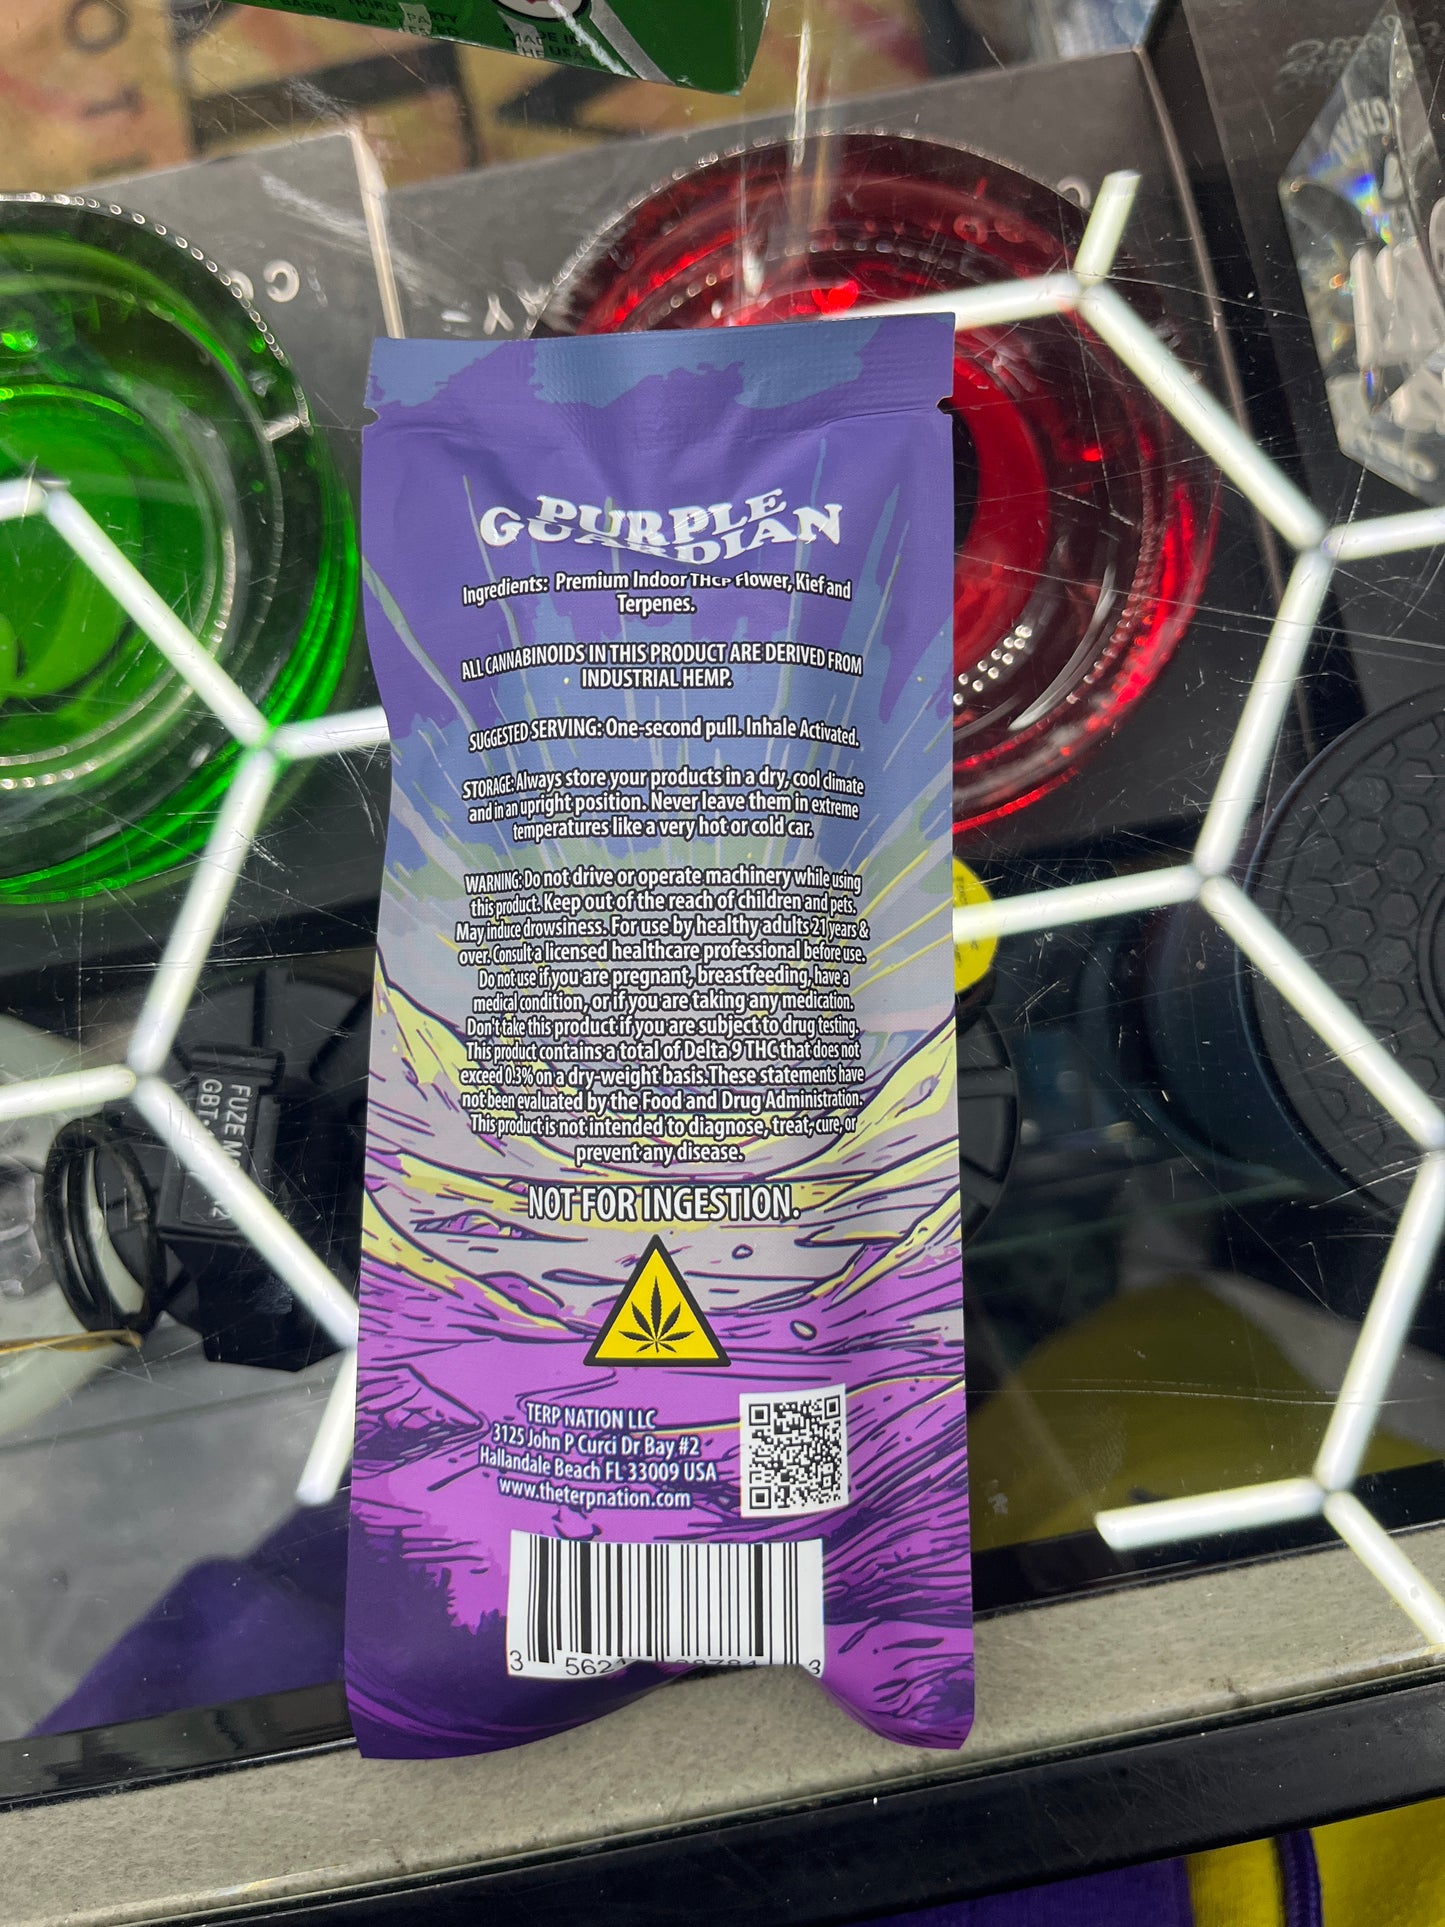 THIRD PARTY
MADE IN
THE USA
PURPLE
GUARDIAN
Ingredients: Premium Indoor THCP Flower, Kief and
Terpenes.
ALL CANNABINOIDS IN THIS PRODUCT ARE DERIVED FROM
INDUSTRIAL HEMP.
SUGGESTED SERVING: One-second pull. Inhale Activated.
STORAGE: Always store your products in a dry, cool climate
and in an upright position. Never leave them in extreme
temperatures like a very hot or cold car.
WARNING: Do not drive or operate machinery while using
this product. Keep out of the reach of children and pets.
May induce drowsiness. For use by healthy adults 21 years &
over. Consult a licensed healthcare professional before use.
Do not use if you are pregnant, breastfeeding, have a
medical condition, or if you are taking any medication.
Don't take this product if you are subject to drug testing.
This product contains a total of Delta 9 THC that does not
exceed 0.3% on a dry-weight basis. These statements have
not been evaluated by the Food and Drug Administration.
This product is not intended to diagnose, treat, cure, or
prevent any disease.
NOT FOR INGESTION.
TERP NATION LLC
3125 John P Curci Dr Bay #2
Hallandale Beach FL 33009 USA
www.theterpnation.com
3
3
FUZE